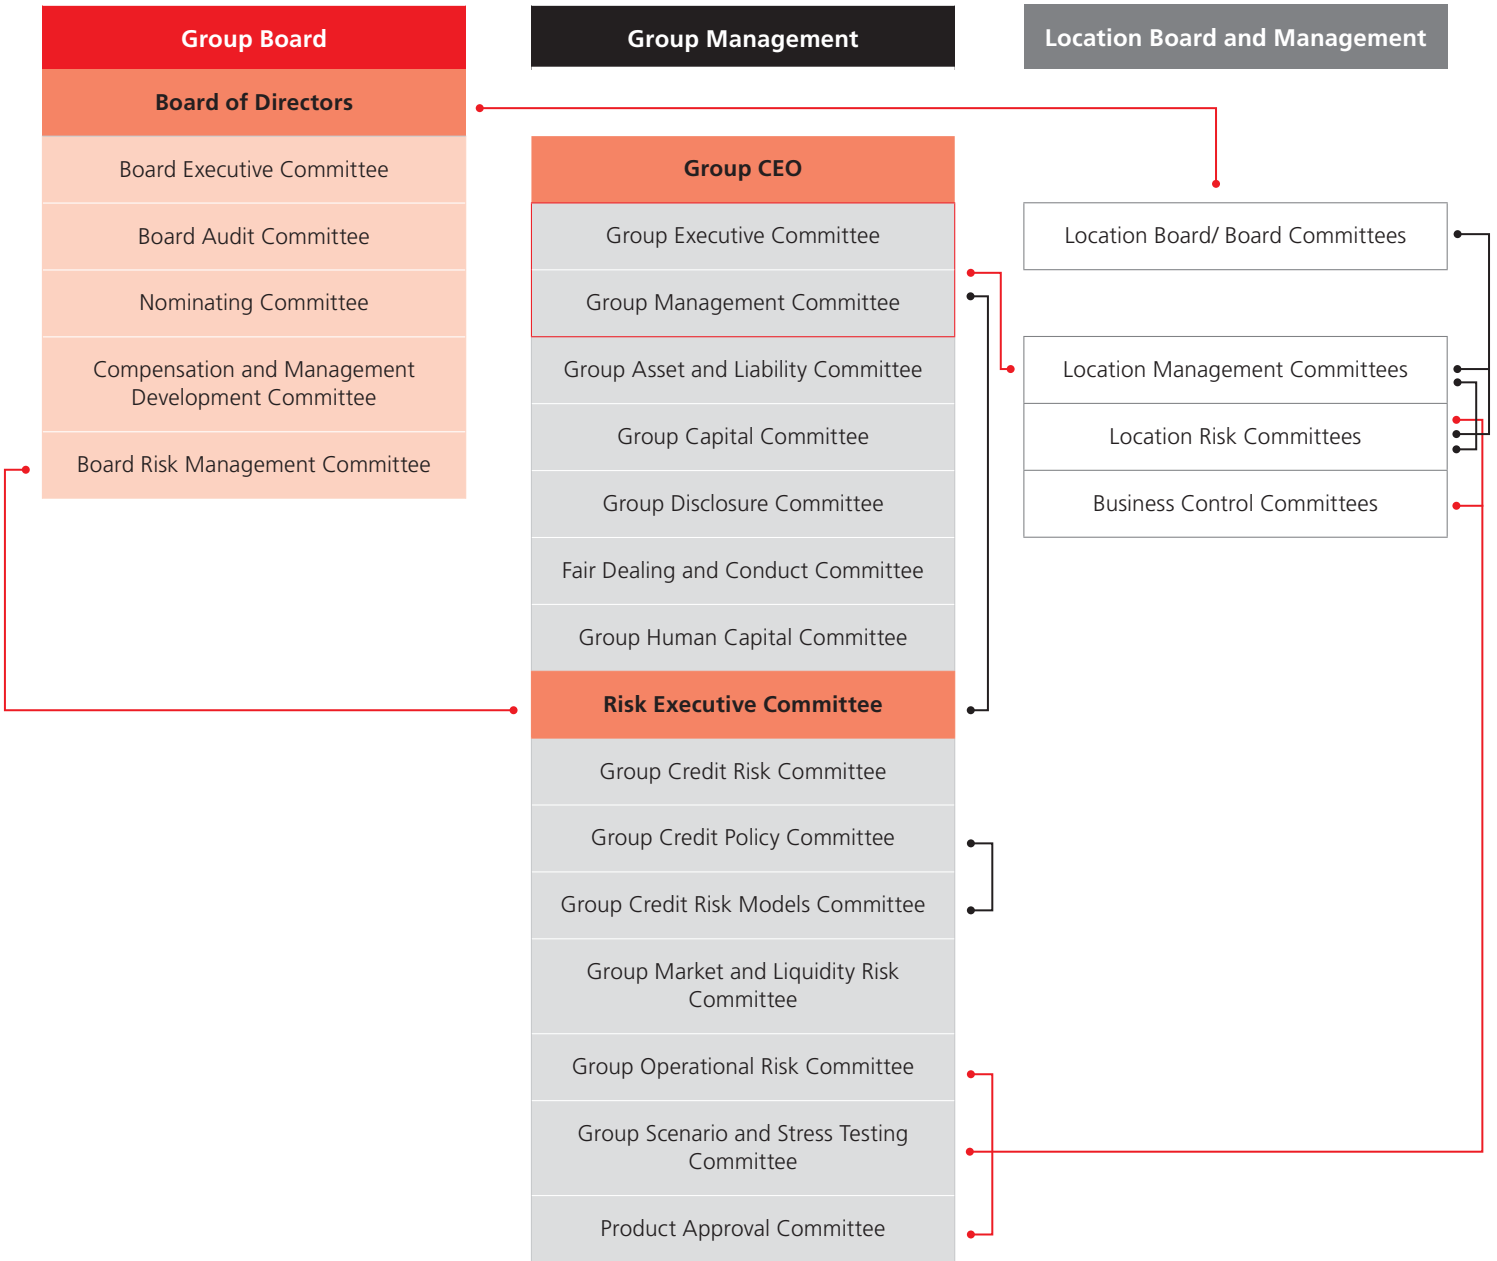 Group Board
Board of Directors
Board Executive Committee
Board Audit Committee
Nominating Committee
Compensation and Management
Development Committee
Board Risk Management Committee
Group Management
Group CEO
Group Executive Committee
Group Management Committee
Group Asset and Liability Committee
Group Capital Committee
Group Disclosure Committee
Fair Dealing and Conduct Committee
Group Human Capital Committee
Risk Executive Committee
Group Credit Risk Committee
Group Credit Policy Committee
Group Credit Risk Models Committee
Group Market and Liquidity Risk
Committee
Group Operational Risk Committee
Group Scenario and Stress Testing
Committee
Product Approval Committee
Location Board and Management
Location Board/ Board Committees
Location Management Committees
Location Risk Committees
Business Control Committees